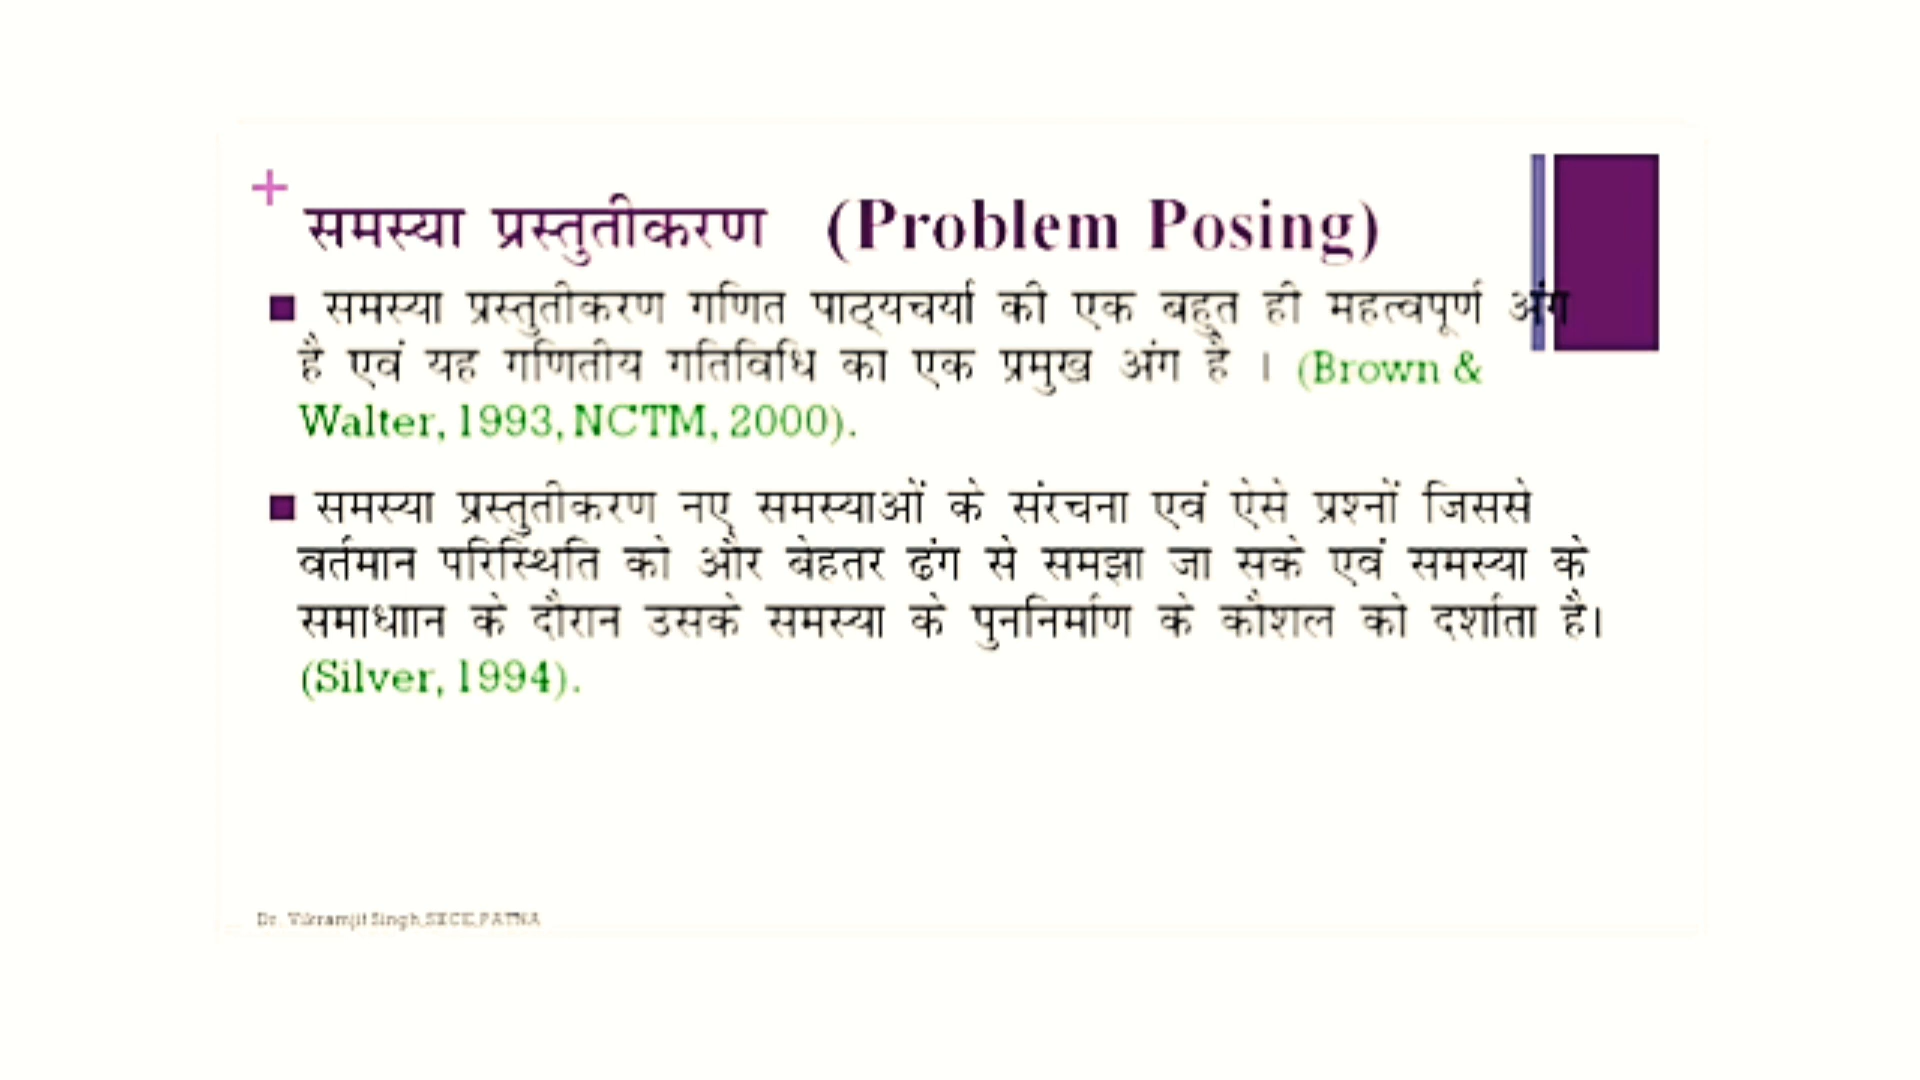 +
समस्या प्रस्तुतीकरण (Problem Posing)
समस्या प्रस्तुतीकरण गणित पाठ्यचर्या की एक बहुत ही महत्वपूर्ण अंग
है एवं यह गणितीय गतिविधि का एक प्रमुख अंग है । (Brown &
Walter, 1993, NCTM, 2000).
समस्या प्रस्तुतीकरण नए समस्याओं के संरचना एवं ऐसे प्रश्नों जिससे
वर्तमान परिस्थिति को और बेहतर ढंग से समझा जा सके एवं समस्या के
समाधाान के दौरान उसके समस्या के पुननिर्माण के कौशल को दर्शाता है।
(Silver, 1994).
Dr. Vikramjit Singh,SXCE,PATNA